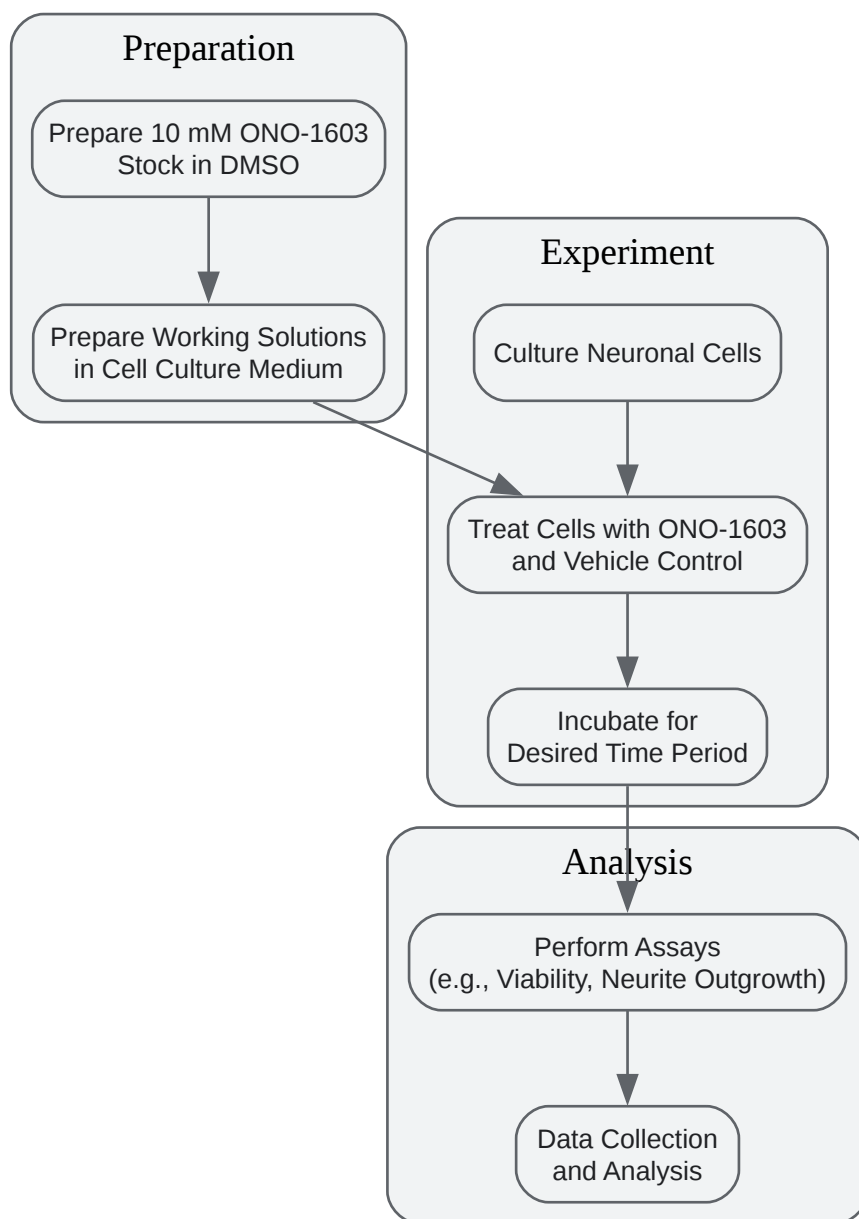 Preparation
Prepare 10 mM ONO-1603
Stock in DMSO
Prepare Working Solutions
in Cell Culture Medium
Experiment
Culture Neuronal Cells
Treat Cells with ONO-1603
and Vehicle Control
Incubate for
Desired Time Period
Analysis
Perform Assays
(e.g., Viability, Neurite Outgrowth)
Data Collection
and Analysis